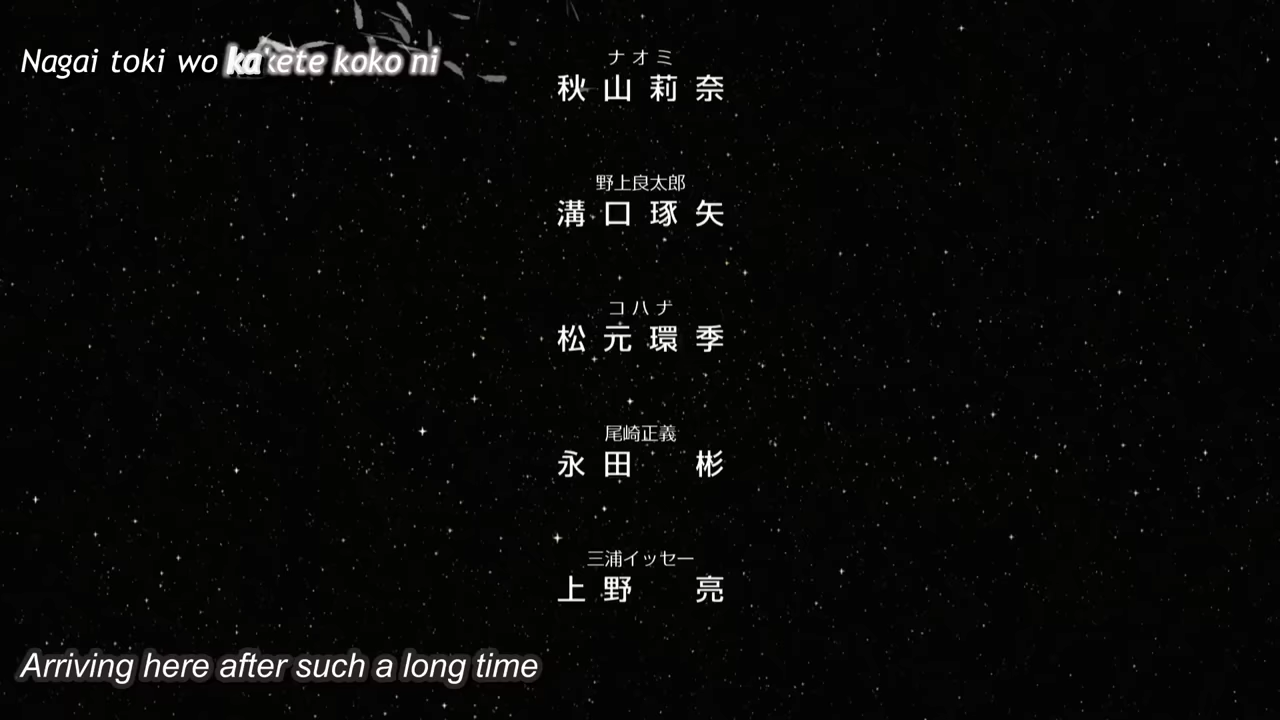 Nagai toki wo kakete koko ni
ナオミ
秋山莉奈
野上良太郎
溝口琢矢
コハナ
松元環季
尾崎正義
永田 彬
三浦イッセー
上野 亮
Arriving here after such a long time